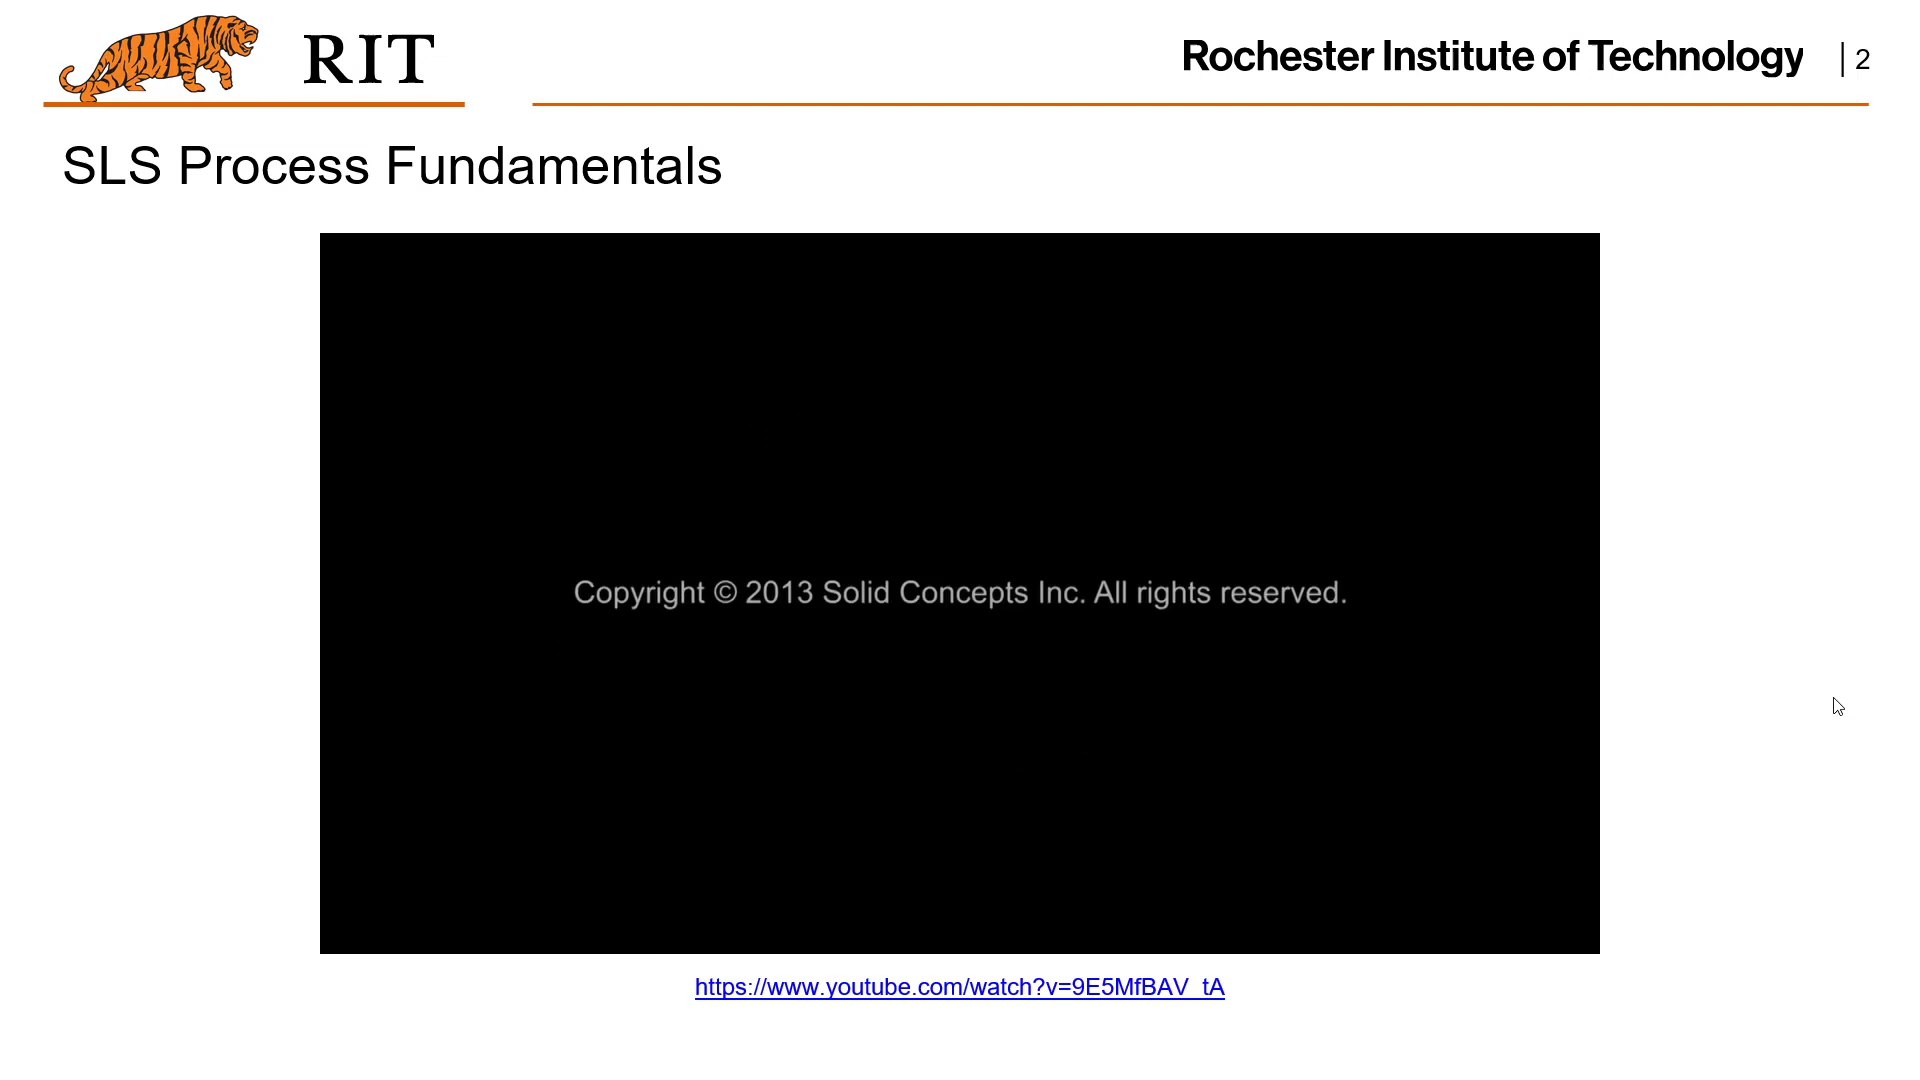 RIT
Rochester Institute of Technology | 2
SLS Process Fundamentals
Copyright © 2013 Solid Concepts Inc. All rights reserved.
https://www.youtube.com/watch?v=9E5MfBAV_tA